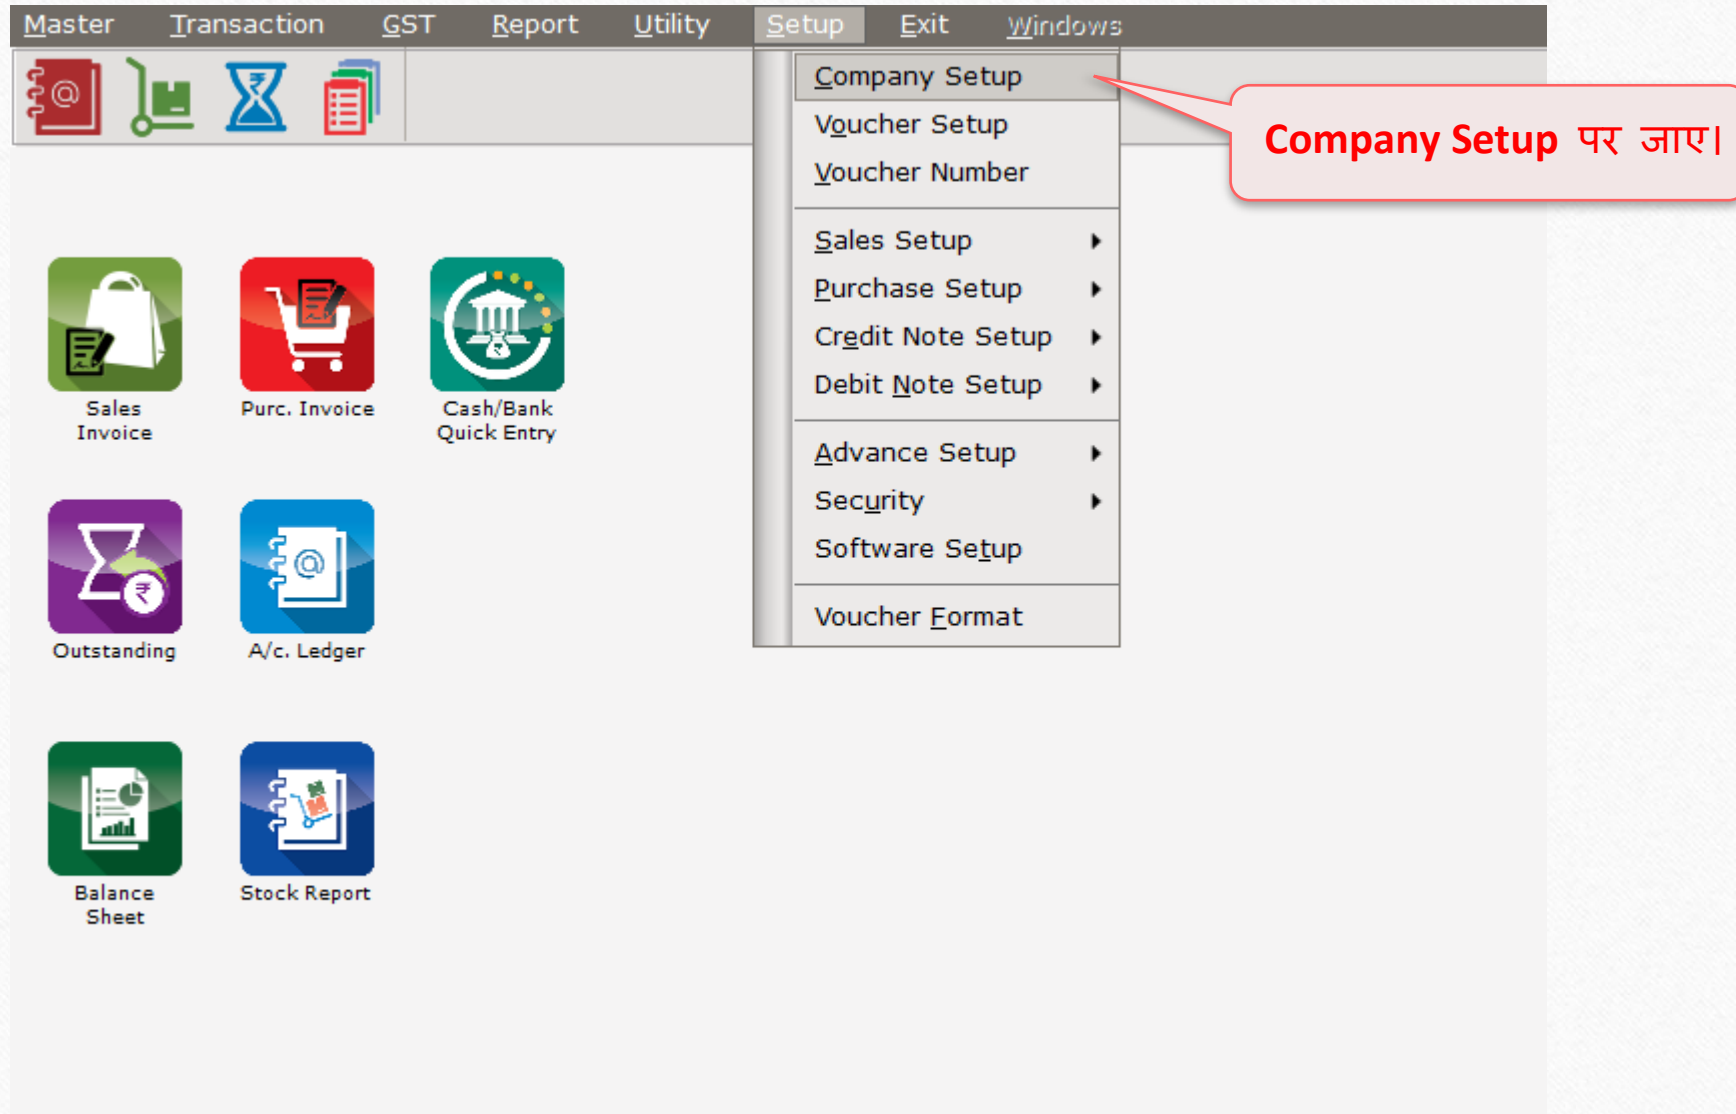 Master Transaction GST Report Utility Setup Exit Windows
Company Setup
Voucher Setup
Voucher Number
Sales Setup
Purchase Setup
Credit Note Setup
Debit Note Setup
Advance Setup
Security
Software Setup
Voucher Format
Company Setup पर जाए।
Sales
Invoice
Purc. Invoice
Cash/Bank
Quick Entry
Outstanding
A/c. Ledger
Balance
Sheet
Stock Report